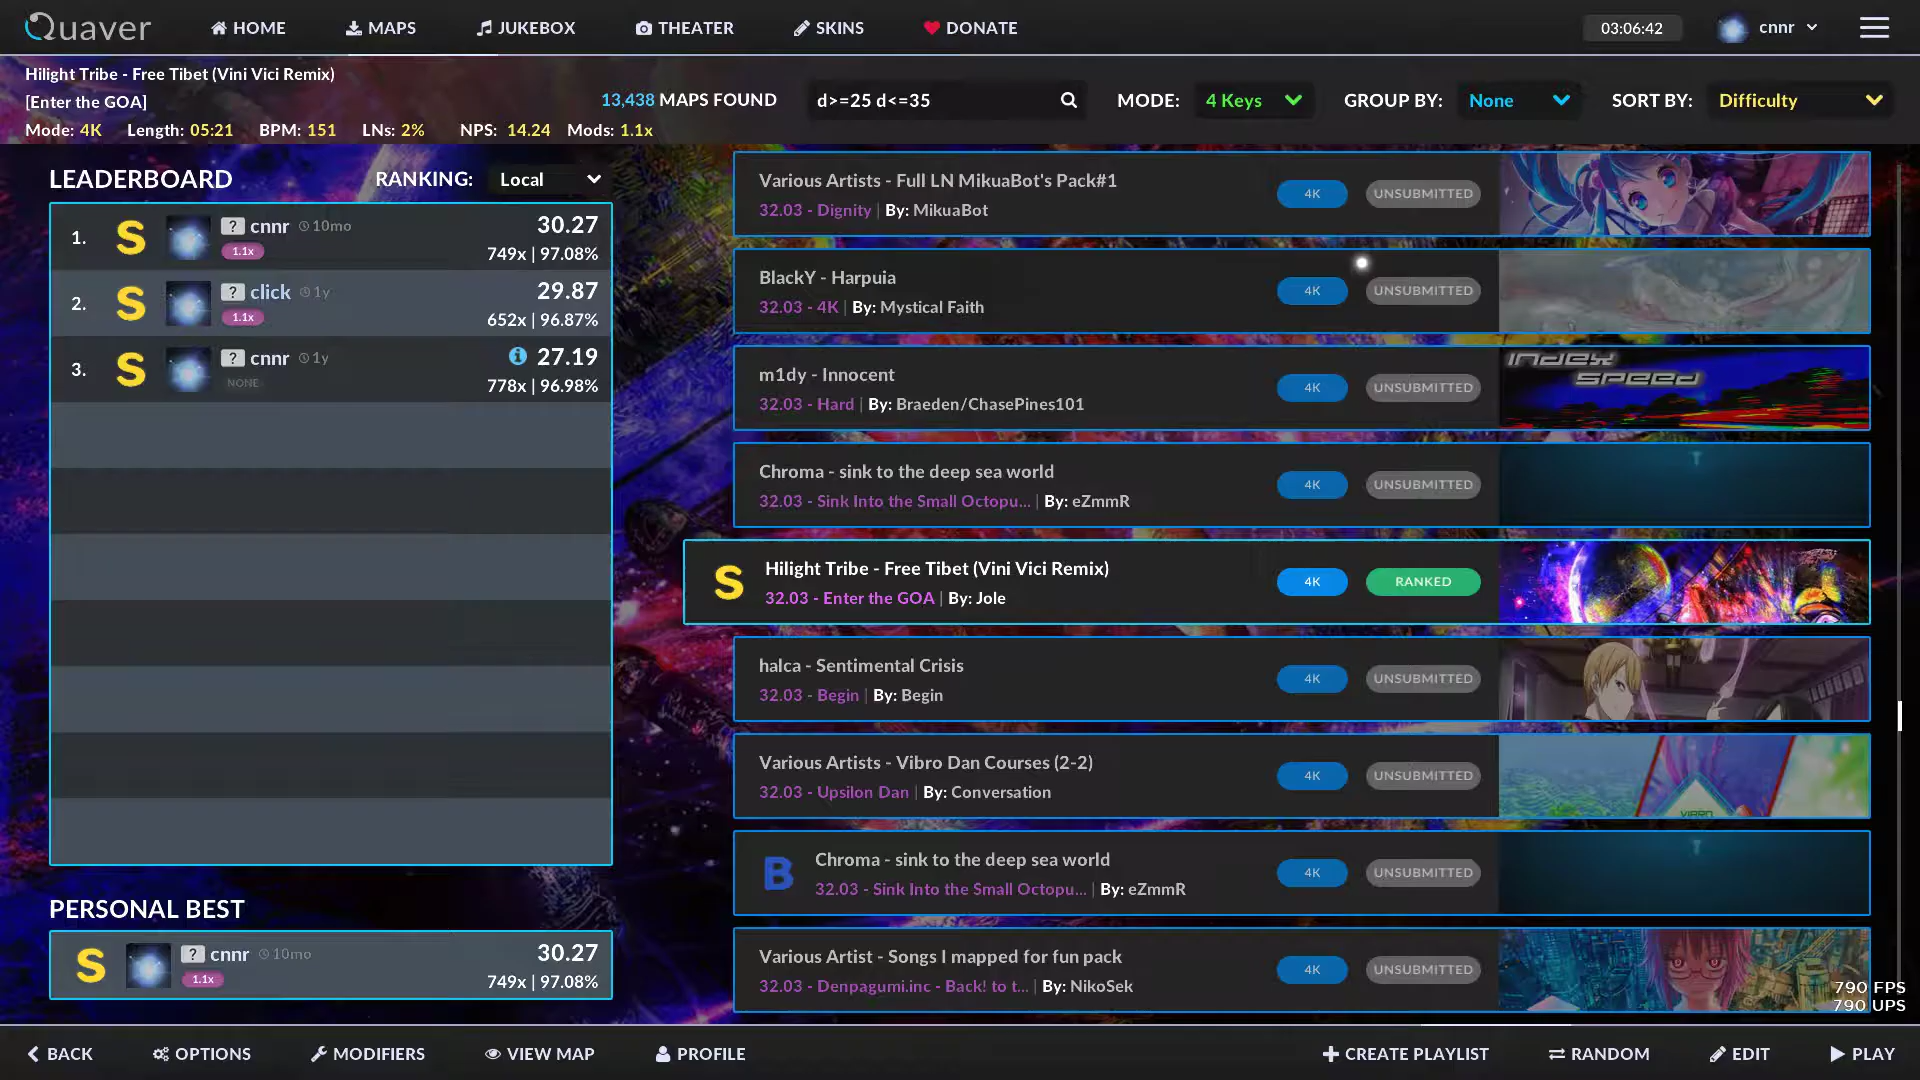 Quaver
HOME
MAPS
JUKEBOX
THEATER
SKINS
DONATE
03:06:42
cnnr
Hilight Tribe - Free Tibet (Vini Vici Remix)
[Enter the GOA]
Mode: 4K Length: 05:21 BPM: 151 LNs: 2% NPS: 14.24 Mods: 1.1x
13,438 MAPS FOUND
d>=25 d<=35
MODE: 4 Keys
GROUP BY: None
SORT BY: Difficulty
LEADERBOARD
RANKING: Local
1. S ? cnnr 10mo 30.27
1.1x 749x | 97.08%
2. S ? click 1y 29.87
1.1x 652x | 96.87%
3. S ? cnnr 1y 27.19
NONE 778x | 96.98%
PERSONAL BEST
S ? cnnr 10mo 30.27
1.1x 749x | 97.08%
Various Artists - Full LN MikuaBot's Pack#1
32.03 - Dignity | By: MikuaBot
4K UNSUBMITTED
BlackY - Harpuia
32.03 - 4K | By: Mystical Faith
4K UNSUBMITTED
m1dy - Innocent
32.03 - Hard | By: Braeden/ChasePines101
4K UNSUBMITTED
INDEX
SPEED
Chroma - sink to the deep sea world
32.03 - Sink Into the Small Octopu... | By: eZmmR
4K UNSUBMITTED
S
Hilight Tribe - Free Tibet (Vini Vici Remix)
32.03 - Enter the GOA | By: Jole
4K RANKED
halca - Sentimental Crisis
32.03 - Begin | By: Begin
4K UNSUBMITTED
Various Artists - Vibro Dan Courses (2-2)
32.03 - Upsilon Dan | By: Conversation
4K UNSUBMITTED
VIBRO
B
Chroma - sink to the deep sea world
32.03 - Sink Into the Small Octopu... | By: eZmmR
4K UNSUBMITTED
Various Artist - Songs I mapped for fun pack
32.03 - Denpagumi.inc - Back! to t... | By: NikoSek
4K UNSUBMITTED
790 FPS
790 UPS
BACK
OPTIONS
MODIFIERS
VIEW MAP
PROFILE
CREATE PLAYLIST
RANDOM
EDIT
PLAY